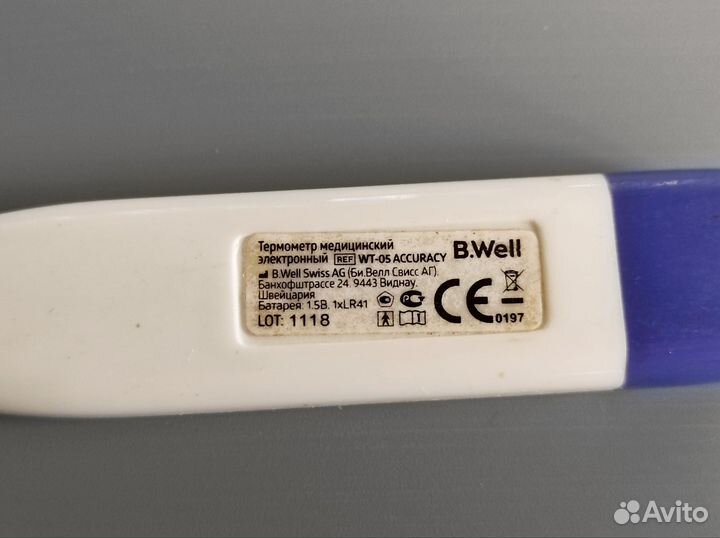 Термометр медицинский
электронный REF WT-05 ACCURACY B.Well
B.Well Swiss AG (Би.Велл Свисс АГ).
Банхофштрассе 24. 9443 Виднау.
Швейцария
Батарея: 1.5В. 1xLR41
LOT: 1118
CE 0197
Avito